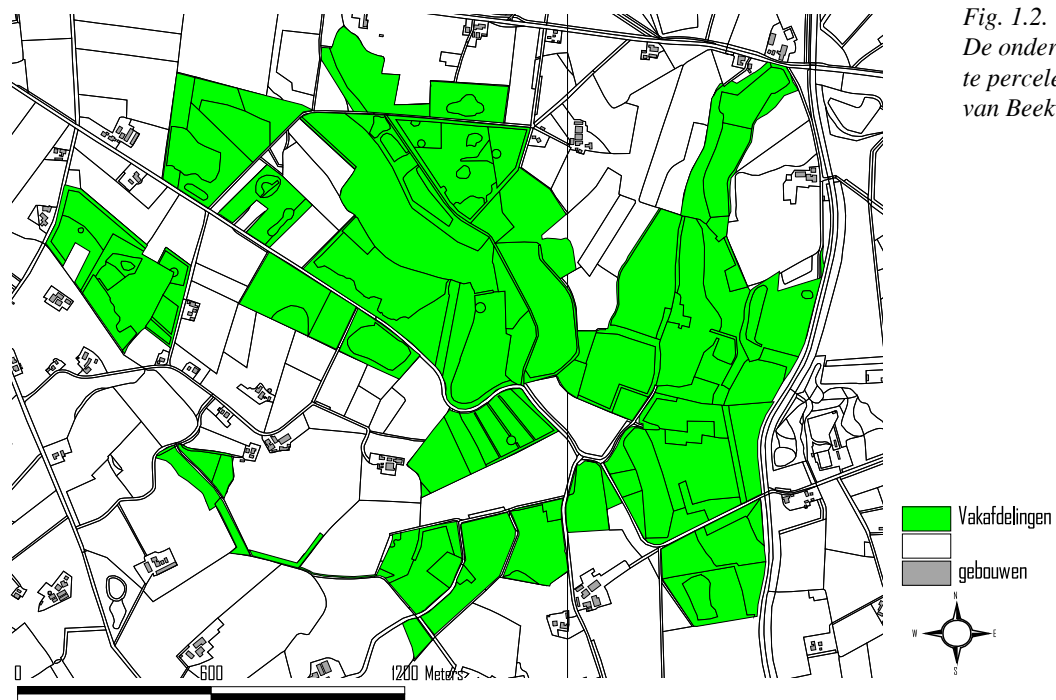 Fig. 1.2.
De onder
te percele
van Beek
Vakafdelingen
gebouwen
N
W E
S
0 600 1200 Meters